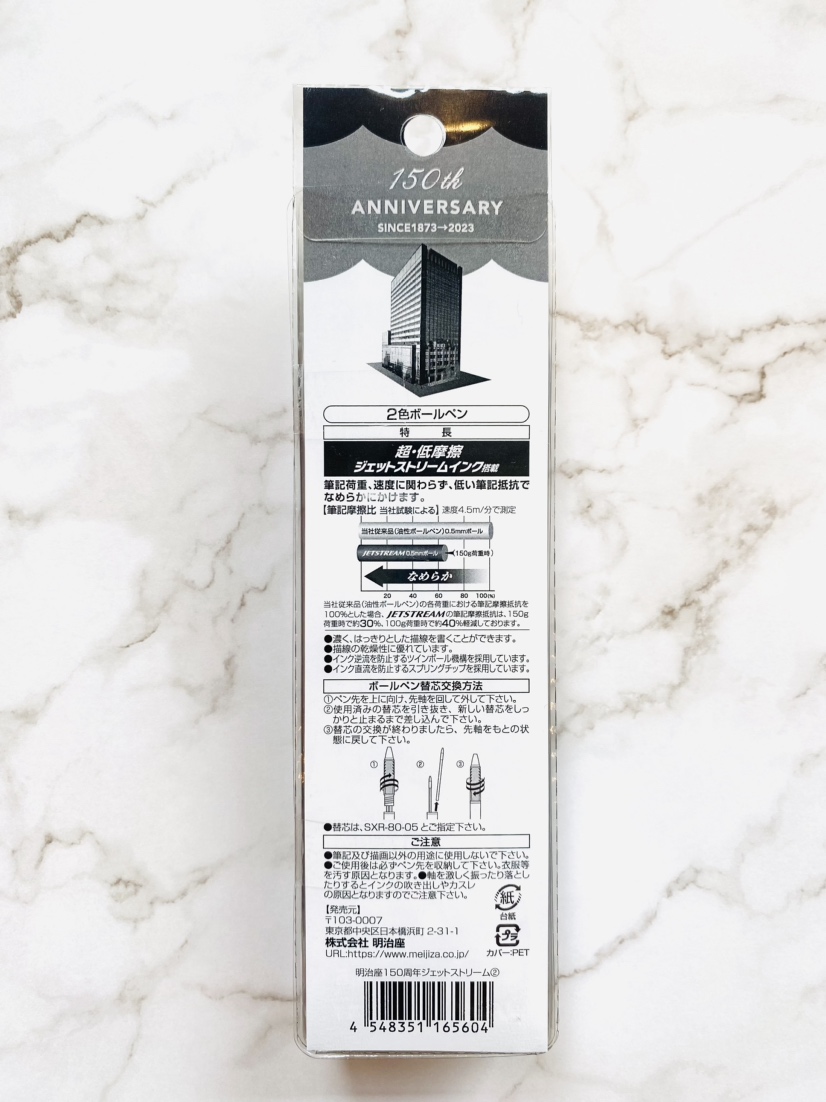 150th
ANNIVERSARY
SINCE1873→2023
2色ボールペン
特 長
超・低摩擦
ジェットストリームインク搭載
筆記荷重、速度に関わらず、低い筆記抵抗で
なめらかにかけます。
【筆記摩擦比 当社試験による】速度4.5m/分で測定
当社従来品(油性ボールペン)0.5mmボール
JETSTREAM 0.5mmボール (150g荷重時)
なめらか
20 40 60 80 100(%)
当社従来品(油性ボールペン)の各荷重における筆記摩擦抵抗を
100%とした場合、JETSTREAMの筆記摩擦抵抗は、150g
荷重時で約30%、100g荷重時で約40%軽減しております。
●濃く、はっきりとした描線を書くことができます。
●描線の乾燥性に優れています。
●インク逆流を防止するツインボール機構を採用しています。
●インク直流を防止するスプリングチップを採用しています。
ボールペン替芯交換方法
①ペン先を上に向け、先軸を回して外して下さい。
②使用済みの替芯を引き抜き、新しい替芯をしっ
かりと止まるまで差し込んで下さい。
③替芯の交換が終わりましたら、先軸をもとの状
態に戻して下さい。
① ② ③
●替芯は、SXR-80-05 とご指定下さい。
ご注意
●筆記及び描画以外の用途に使用しないで下さい。
●ご使用後は必ずペン先を収納して下さい。衣服等
を汚す原因となります。●軸を激しく振ったり落とし
たりするとインクの吹き出しやカスレ
の原因となりますのでご注意下さい。
紙
台紙
【発売元】
〒103-0007
東京都中央区日本橋浜町 2-31-1
株式会社 明治座
URL:https://www.meijiza.co.jp/
プラ
カバー:PET
明治座150周年ジェットストリーム②
4 548351 165604